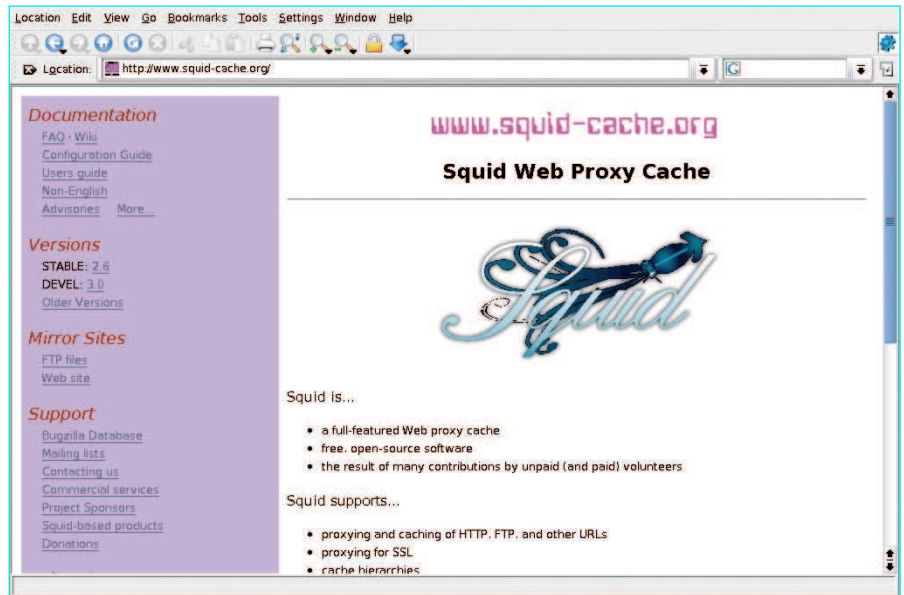 Location Edit View Go Bookmarks Tools Settings Window Help
Location: http://www.squid-cache.org/
G
Documentation
FAQ · Wiki
Configuration Guide
Users guide
Non-English
Advisories More...
Versions
STABLE: 2.6
DEVEL: 3.0
Older Versions
Mirror Sites
FTP files
Web site
Support
Bugzilla Database
Mailing lists
Contacting us
Commercial services
Project Sponsors
Squid-based products
Donations
www.squid-cache.org
Squid Web Proxy Cache
Squid
Squid is...
• a full-featured Web proxy cache
• free. open-source software
• the result of many contributions by unpaid (and paid) volunteers
Squid supports...
• proxying and caching of HTTP. FTP. and other URLs
• proxying for SSL
• cache hierarchies